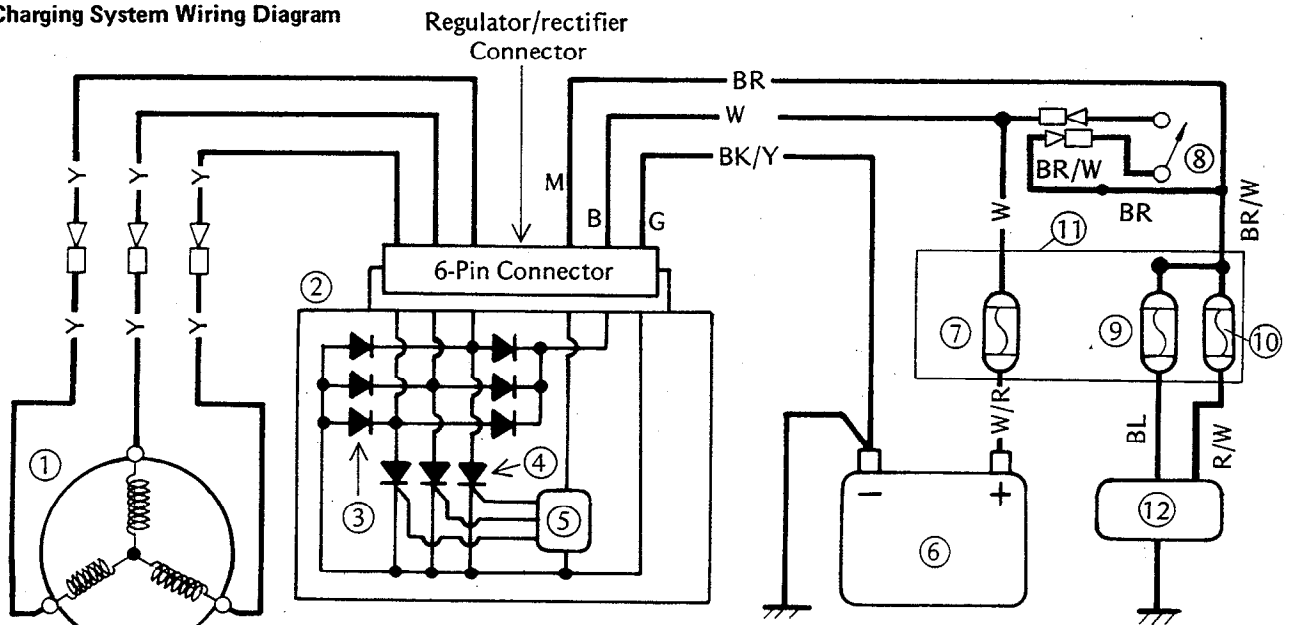 Charging System Wiring Diagram
Regulator/rectifier
Connector
BR
W
BK/Y
Y
Y
Y
M
B
G
BR/W
BR
8
BR/W
W
11
6-Pin Connector
2
7
9
10
Y
Y
Y
W/R
BL
R/W
1
4
3
5
6
12